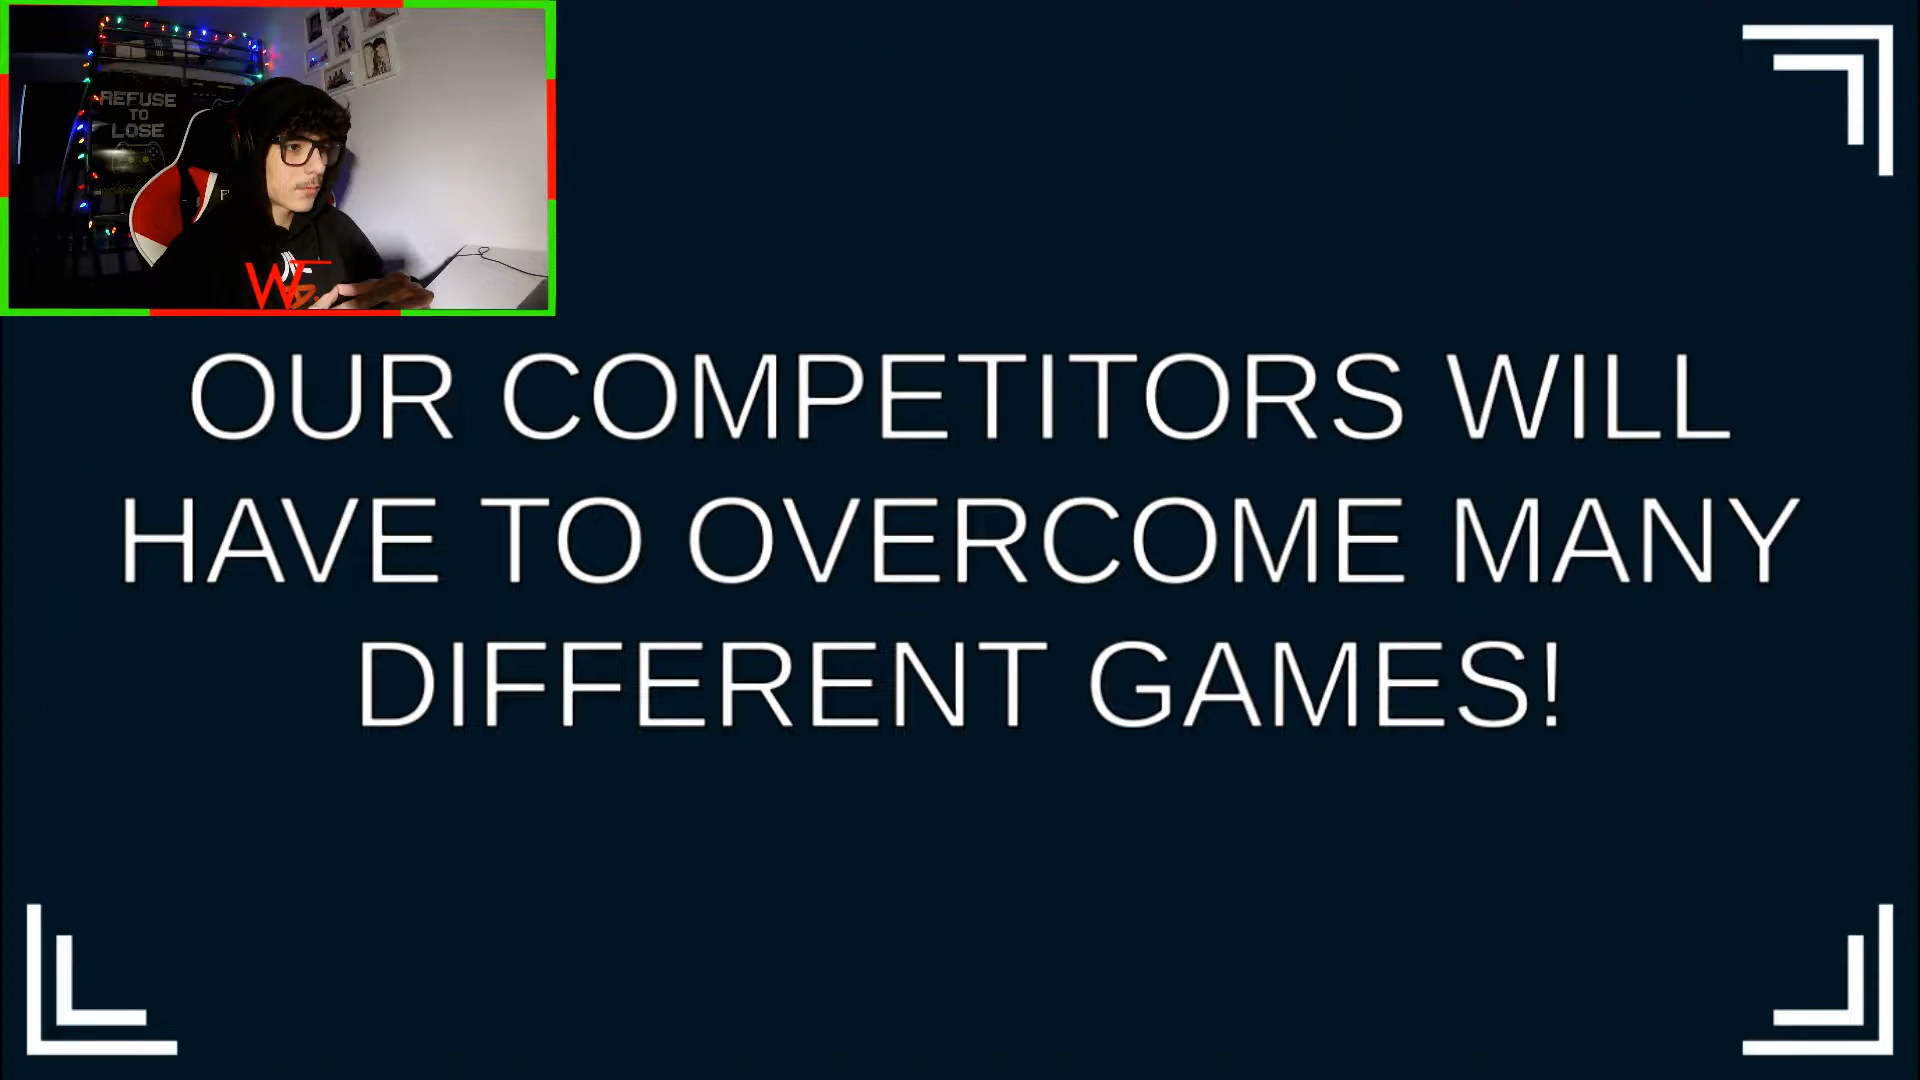 REFUSE
TO
LOSE
OUR COMPETITORS WILL
HAVE TO OVERCOME MANY
DIFFERENT GAMES!